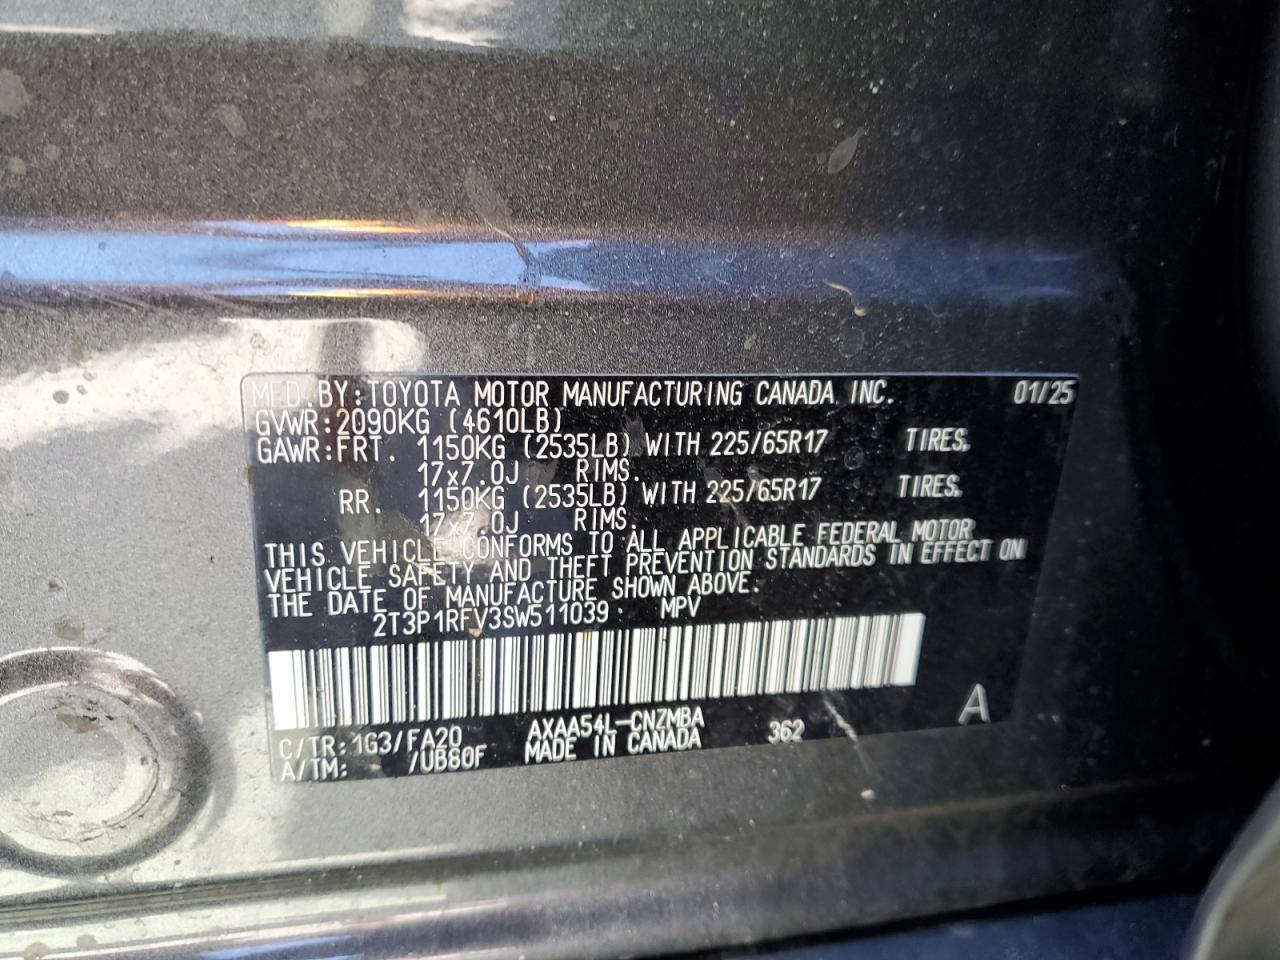 MFD.BY:TOYOTA MOTOR MANUFACTURING CANADA INC. 01/25
GVWR:2090KG (4610LB)
GAWR:FRT. 1150KG (2535LB) WITH 225/65R17 TIRES,
17x7.0J RIMS.
RR. 1150KG (2535LB) WITH 225/65R17 TIRES,
17x7.0J RIMS.
THIS VEHICLE CONFORMS TO ALL APPLICABLE FEDERAL MOTOR
VEHICLE SAFETY AND THEFT PREVENTION STANDARDS IN EFFECT ON
THE DATE OF MANUFACTURE SHOWN ABOVE.
2T3P1RFV3SW511039 MPV
C/TR:1G3/FA20 AXAA54L-CNZMBA 362 A
A/TM: /UB80F MADE IN CANADA